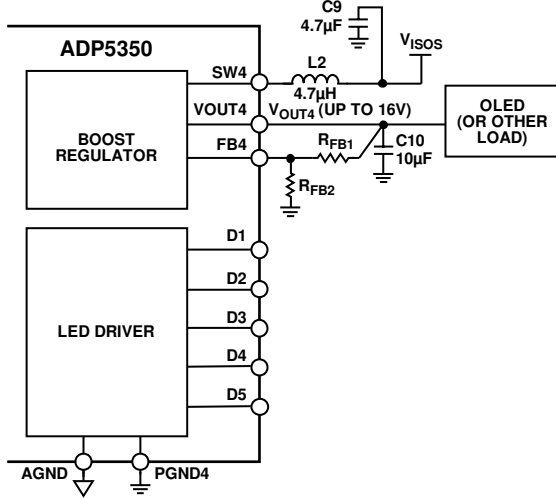 C9
4.7µF
ADP5350
VISOS
SW4
L2
4.7µH
VOUT4
VOUT4 (UP TO 16V)
OLED
(OR OTHER
LOAD)
BOOST
REGULATOR
FB4
RFB1
C10
10µF
RFB2
D1
D2
D3
LED DRIVER
D4
D5
AGND
PGND4